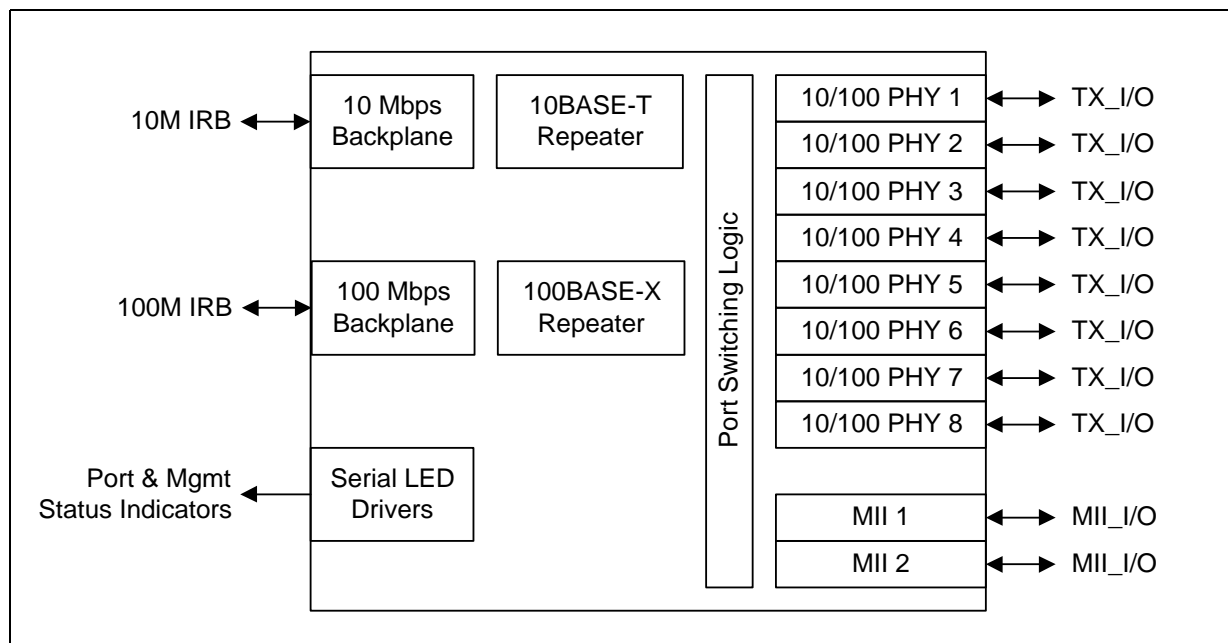 10M IRB
10 Mbps
Backplane
10BASE-T
Repeater
100M IRB
100 Mbps
Backplane
100BASE-X
Repeater
Port & Mgmt
Status Indicators
Serial LED
Drivers
Port Switching Logic
10/100 PHY 1
TX_I/O
10/100 PHY 2
TX_I/O
10/100 PHY 3
TX_I/O
10/100 PHY 4
TX_I/O
10/100 PHY 5
TX_I/O
10/100 PHY 6
TX_I/O
10/100 PHY 7
TX_I/O
10/100 PHY 8
TX_I/O
MII 1
MII_I/O
MII 2
MII_I/O